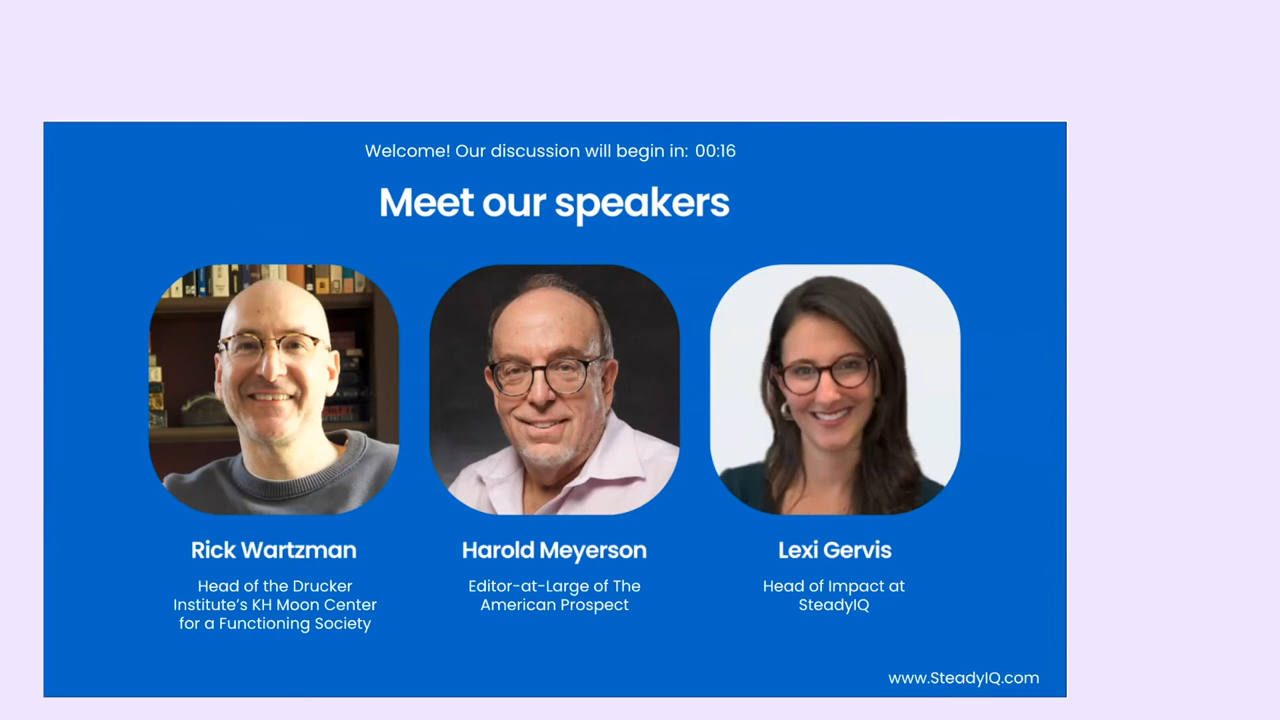 Welcome! Our discussion will begin in: 00:16
Meet our speakers
Rick Wartzman
Head of the Drucker
Institute's KH Moon Center
for a Functioning Society
Harold Meyerson
Editor-at-Large of The
American Prospect
Lexi Gervis
Head of Impact at
SteadyIQ
www.SteadyIQ.com